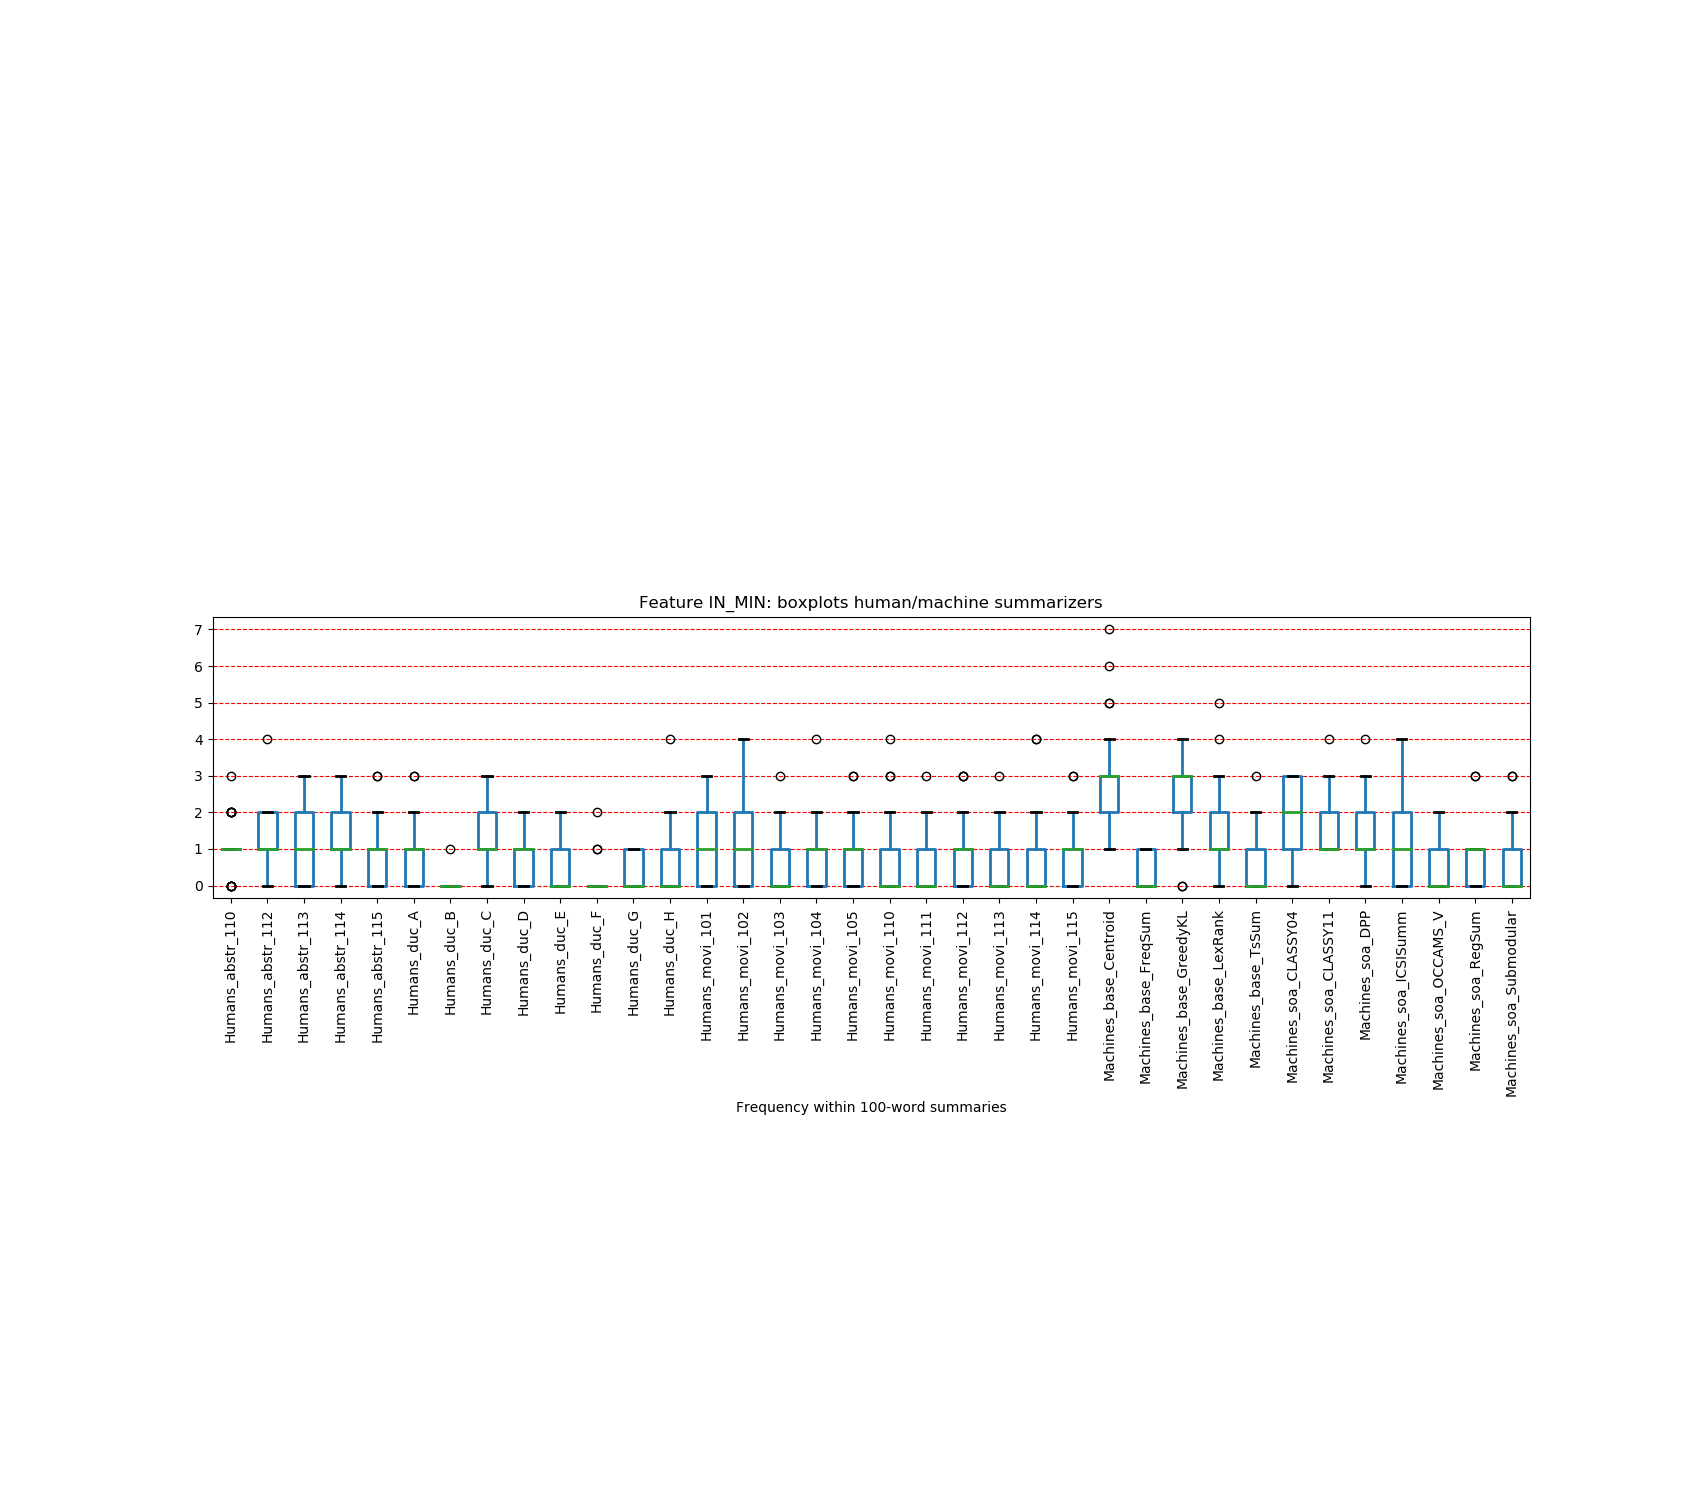 Feature IN_MIN: boxplots human/machine summarizers
7
6
5
4
3
2
1
0
Humans_abstr_110
Humans_abstr_112
Humans_abstr_113
Humans_abstr_114
Humans_abstr_115
Humans_duc_A
Humans_duc_B
Humans_duc_C
Humans_duc_D
Humans_duc_E
Humans_duc_F
Humans_duc_G
Humans_duc_H
Humans_movi_101
Humans_movi_102
Humans_movi_103
Humans_movi_104
Humans_movi_105
Humans_movi_110
Humans_movi_111
Humans_movi_112
Humans_movi_113
Humans_movi_114
Humans_movi_115
Machines_base_Centroid
Machines_base_FreqSum
Machines_base_GreedyKL
Machines_base_LexRank
Machines_base_TsSum
Machines_soa_CLASSY04
Machines_soa_CLASSY11
Machines_soa_DPP
Machines_soa_ICSISumm
Machines_soa_OCCAMS_V
Machines_soa_RegSum
Machines_soa_Submodular
Frequency within 100-word summaries